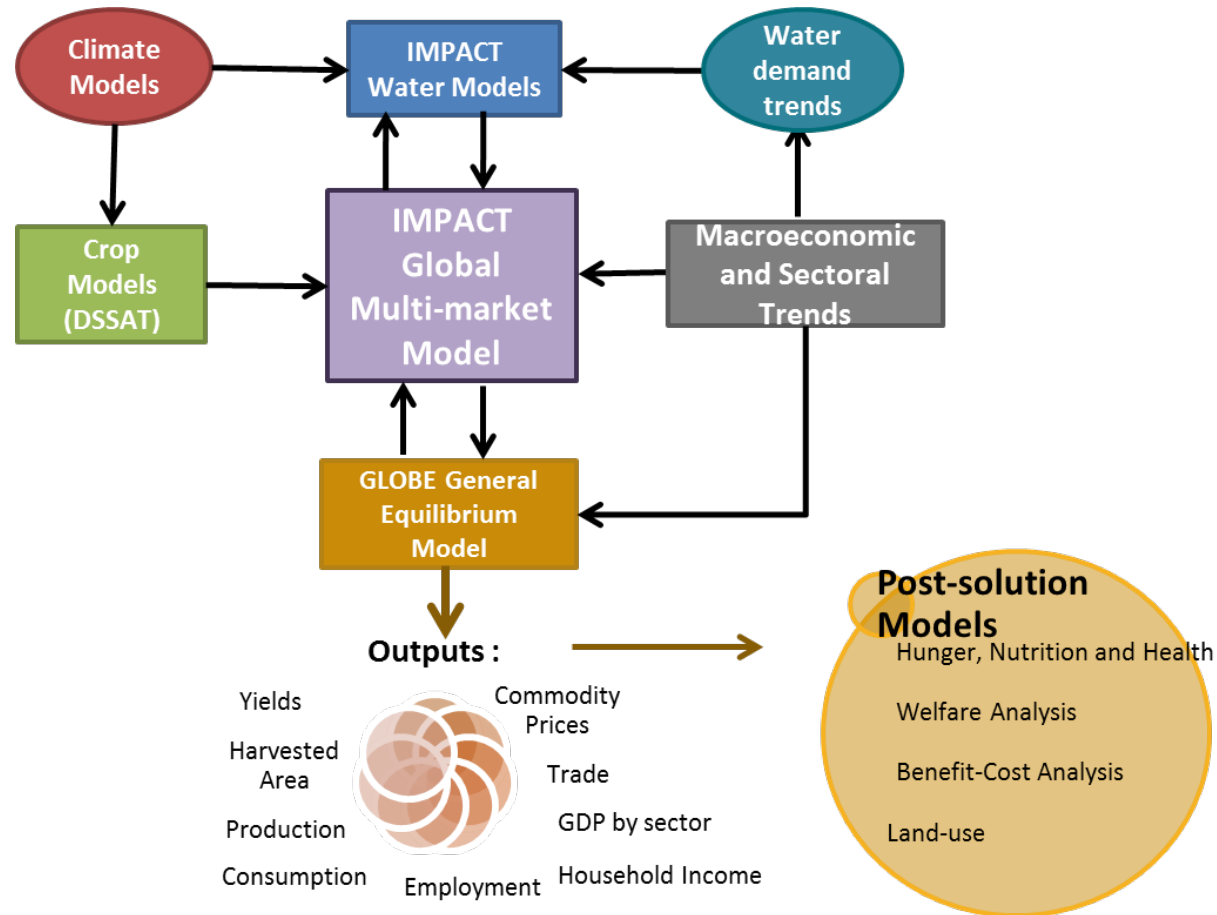 Climate
Models
IMPACT
Water Models
Water
demand
trends
Crop
Models
(DSSAT)
IMPACT
Global
Multi-market
Model
Macroeconomic
and Sectoral
Trends
GLOBE General
Equilibrium
Model
Outputs :
Yields
Commodity
Prices
Harvested
Area
Trade
Production
GDP by sector
Consumption
Employment
Household Income
Post-solution
Models
Hunger, Nutrition and Health
Welfare Analysis
Benefit-Cost Analysis
Land-use